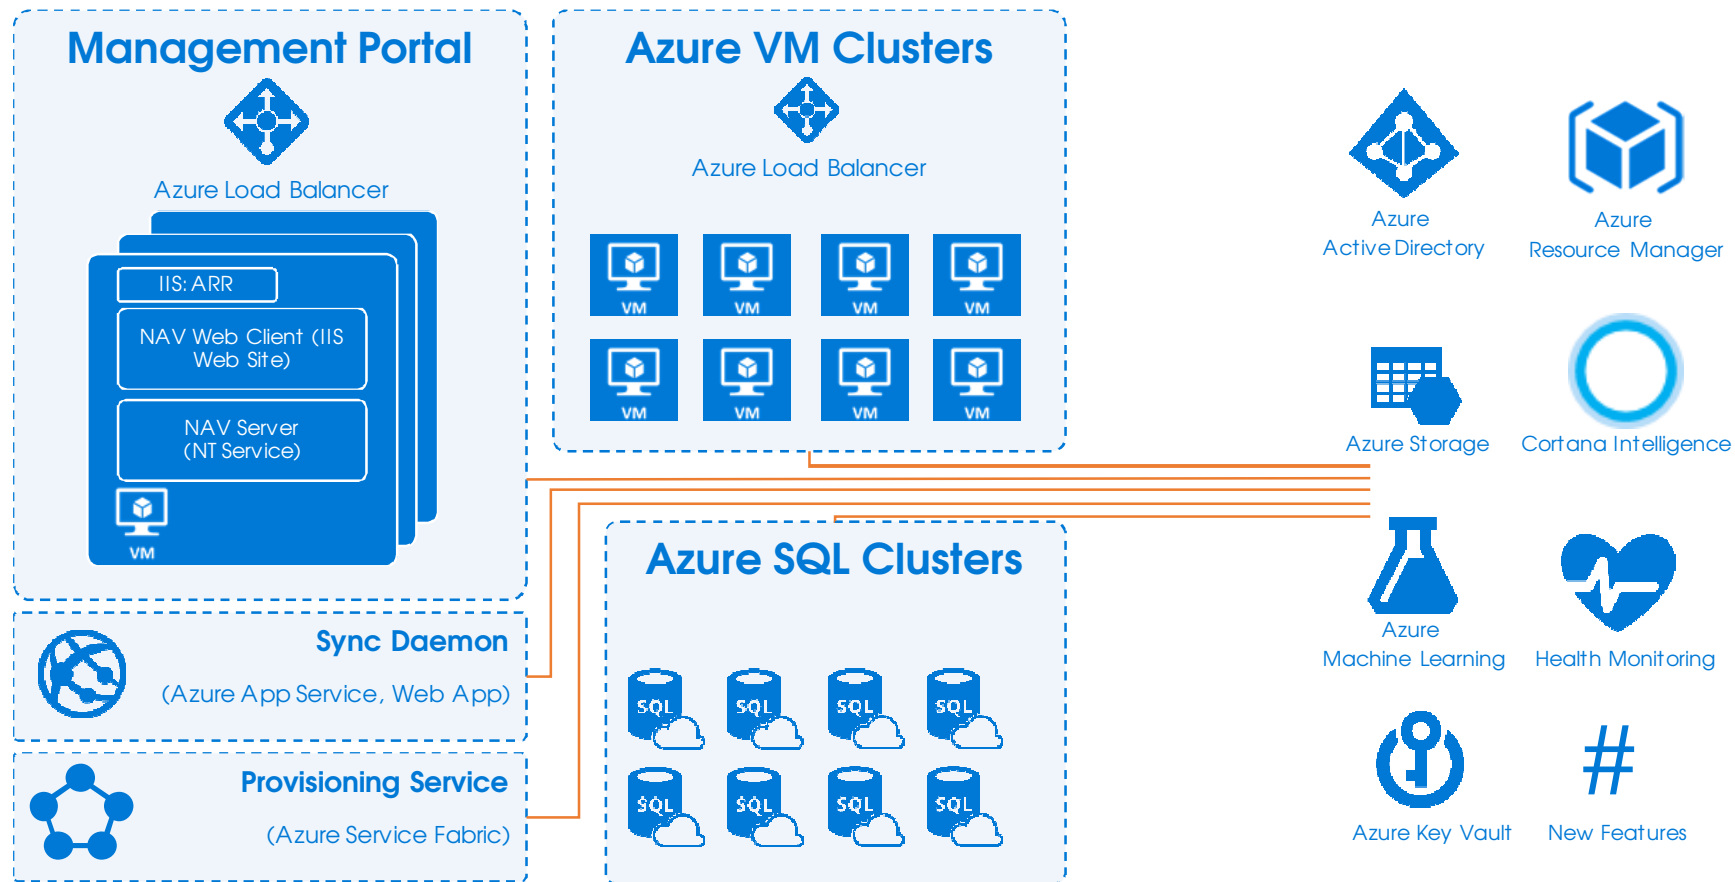 Management Portal
Azure Load Balancer
IIS: ARR
NAV Web Client (IIS
Web Site)
NAV Server
(NT Service)
VM
Sync Daemon
(Azure App Service, Web App)
Provisioning Service
(Azure Service Fabric)
Azure VM Clusters
Azure Load Balancer
VM
VM
VM
VM
VM
VM
VM
VM
Azure SQL Clusters
SQL
SQL
SQL
SQL
SQL
SQL
SQL
SQL
Azure
Active Directory
Azure
Resource Manager
Azure Storage
Cortana Intelligence
Azure
Machine Learning
Health Monitoring
Azure Key Vault
#
New Features